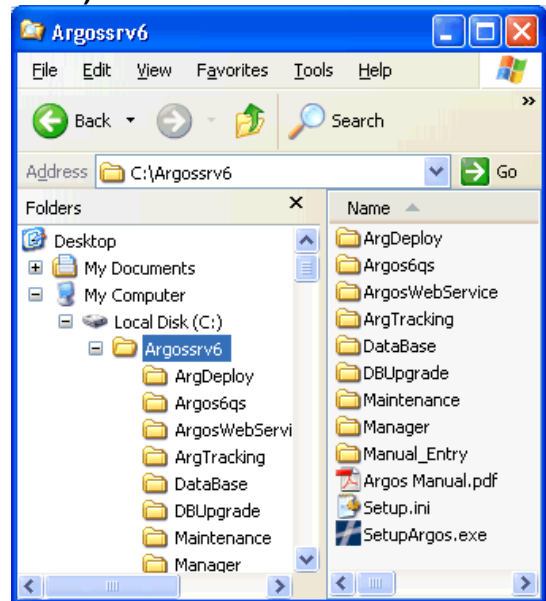 Argossrv6
File Edit View Favorites Tools Help
Back Search »
Address C:\Argossrv6 Go
Folders x
Desktop
My Documents
My Computer
Local Disk (C:)
Argossrv6
ArgDeploy
Argos6qs
ArgosWebServi
ArgTracking
DataBase
DBUpgrade
Maintenance
Manager
Name
ArgDeploy
Argos6qs
ArgosWebService
ArgTracking
DataBase
DBUpgrade
Maintenance
Manager
Manual_Entry
Argos Manual.pdf
Setup.ini
SetupArgos.exe